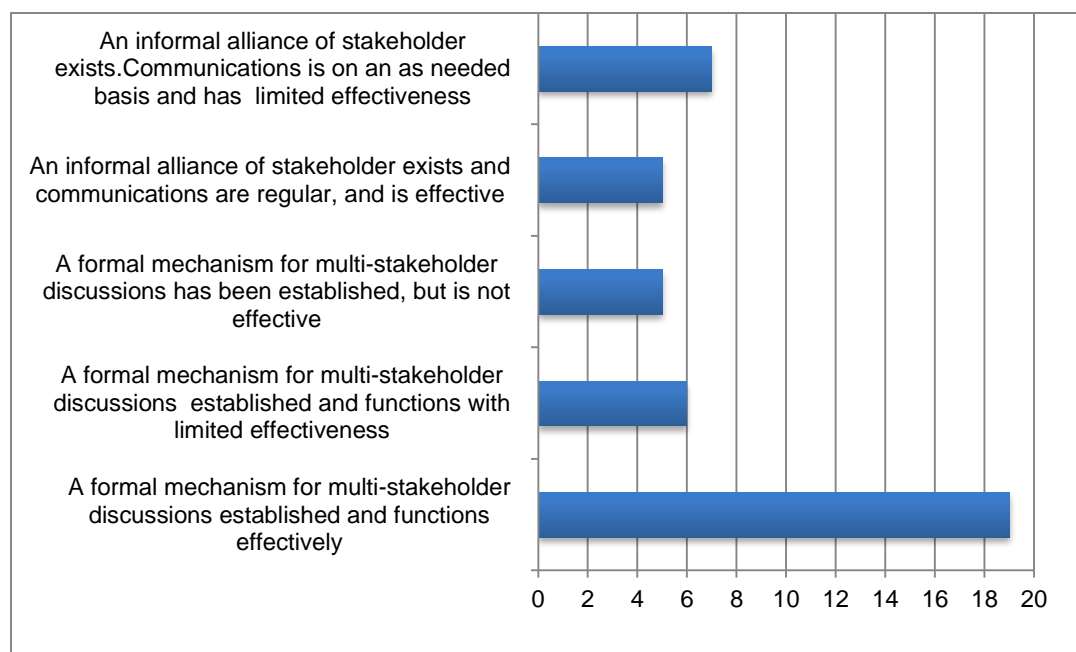 An informal alliance of stakeholder
exists.Communications is on an as needed
basis and has  limited effectiveness
An informal alliance of stakeholder exists and
communications are regular, and is effective
A formal mechanism for multi-stakeholder
discussions has been established, but is not
effective
A formal mechanism for multi-stakeholder
discussions  established and functions with
limited effectiveness
A formal mechanism for multi-stakeholder
discussions established and functions
effectively
0 2 4 6 8 10 12 14 16 18 20